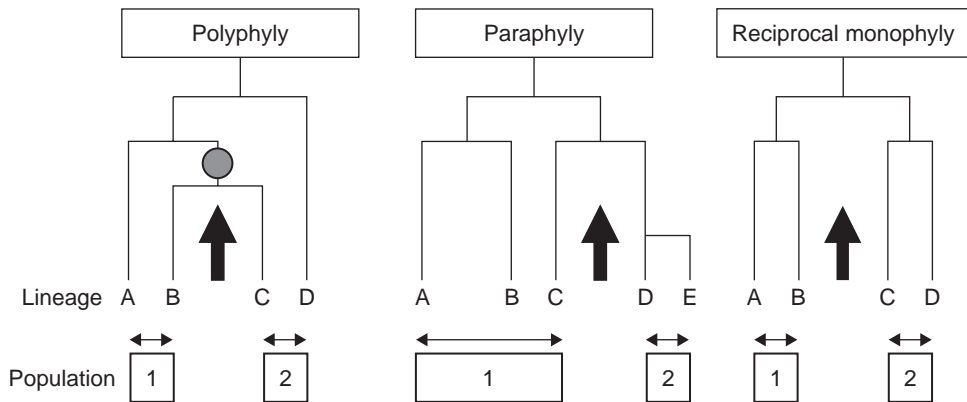 Polyphyly Paraphyly Reciprocal monophyly
Lineage A B C D A B C D E A B C D
Population 1 2 1 2 1 2